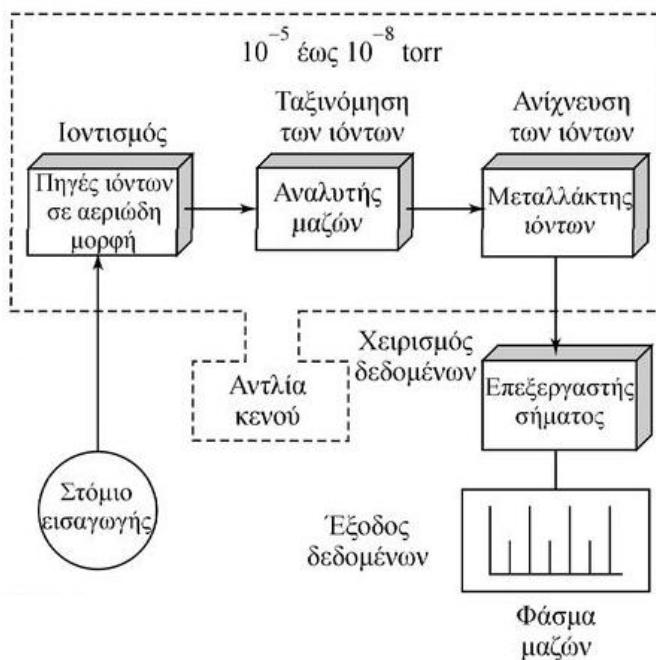 10⁻⁵ έως 10⁻⁸ torr
Ιοντισμός
Ταξινόμηση
των ιόντων
Ανίχνευση
των ιόντων
Πηγές ιόντων
σε αεριώδη
μορφή
Αναλυτής
μαζών
Μεταλλάκτης
ιόντων
Αντλία
κενού
Χειρισμός
δεδομένων
Επεξεργαστής
σήματος
Στόμιο
εισαγωγής
Έξοδος
δεδομένων
Φάσμα
μαζών